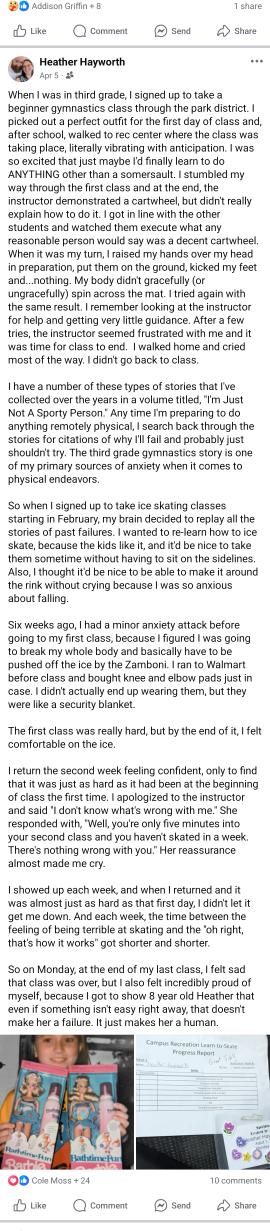 Addison Griffin + 8
1 share
Like
Comment
Send
Share
Heather Hayworth
Apr 5 ·
When I was in third grade, I signed up to take a
beginner gymnastics class through the park district. I
picked out a perfect outfit for the first day of class and,
after school, walked to rec center where the class was
taking place, literally vibrating with anticipation. I was
so excited that just maybe I'd finally learn to do
ANYTHING other than a somersault. I stumbled my
way through the first class and at the end, the
instructor demonstrated a cartwheel, but didn't really
explain how to do it. I got in line with the other
students and watched them execute what any
reasonable person would say was a decent cartwheel.
When it was my turn, I raised my hands over my head
in preparation, put them on the ground, kicked my feet
and...nothing. My body didn't gracefully (or
ungracefully) spin across the mat. I tried again with
the same result. I remember looking at the instructor
for help and getting very little guidance. After a few
tries, the instructor seemed frustrated with me and it
was time for class to end.  I walked home and cried
most of the way. I didn't go back to class.
I have a number of these types of stories that I've
collected over the years in a volume titled, "I'm Just
Not A Sporty Person." Any time I'm preparing to do
anything remotely physical, I search back through the
stories for citations of why I'll fail and probably just
shouldn't try. The third grade gymnastics story is one
of my primary sources of anxiety when it comes to
physical endeavors.
So when I signed up to take ice skating classes
starting in February, my brain decided to replay all the
stories of past failures. I wanted to re-learn how to ice
skate, because the kids like it, and it'd be nice to take
them sometime without having to sit on the sidelines.
Also, I thought it'd be nice to be able to make it around
the rink without crying because I was so anxious
about falling.
Six weeks ago, I had a minor anxiety attack before
going to my first class, because I figured I was going
to break my whole body and basically have to be
pushed off the ice by the Zamboni. I ran to Walmart
before class and bought knee and elbow pads just in
case. I didn't actually end up wearing them, but they
were like a security blanket.
The first class was really hard, but by the end of it, I felt
comfortable on the ice.
I return the second week feeling confident, only to find
that it was just as hard as it had been at the beginning
of class the first time. I apologized to the instructor
and said "I don't know what's wrong with me." She
responded with, "Well, you're only five minutes into
your second class and you haven't skated in a week.
There's nothing wrong with you." Her reassurance
almost made me cry.
I showed up each week, and when I returned and it
was almost just as hard as that first day, I didn't let it
get me down. And each week, the time between the
feeling of being terrible at skating and the "oh right,
that's how it works" got shorter and shorter.
So on Monday, at the end of my last class, I felt sad
that class was over, but I also felt incredibly proud of
myself, because I got to show 8 year old Heather that
even if something isn't easy right away, that doesn't
make her a failure. It just makes her a human.
Campus Recreation Learn-to-Skate
Progress Report
Bathtime Fun
Barbie
Bathtime Fun
Barbie
Cole Moss + 24
10 comments
Like
Comment
Send
Share